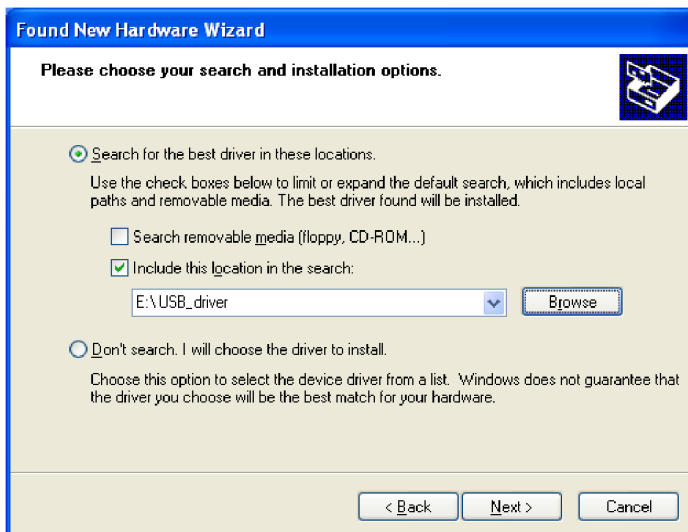 Found New Hardware Wizard
Please choose your search and installation options.
Search for the best driver in these locations.
Use the check boxes below to limit or expand the default search, which includes local
paths and removable media. The best driver found will be installed.
Search removable media (floppy, CD-ROM...)
Include this location in the search:
E:\USB_driver
Browse
Don't search. I will choose the driver to install.
Choose this option to select the device driver from a list. Windows does not guarantee that
the driver you choose will be the best match for your hardware.
< Back
Next >
Cancel